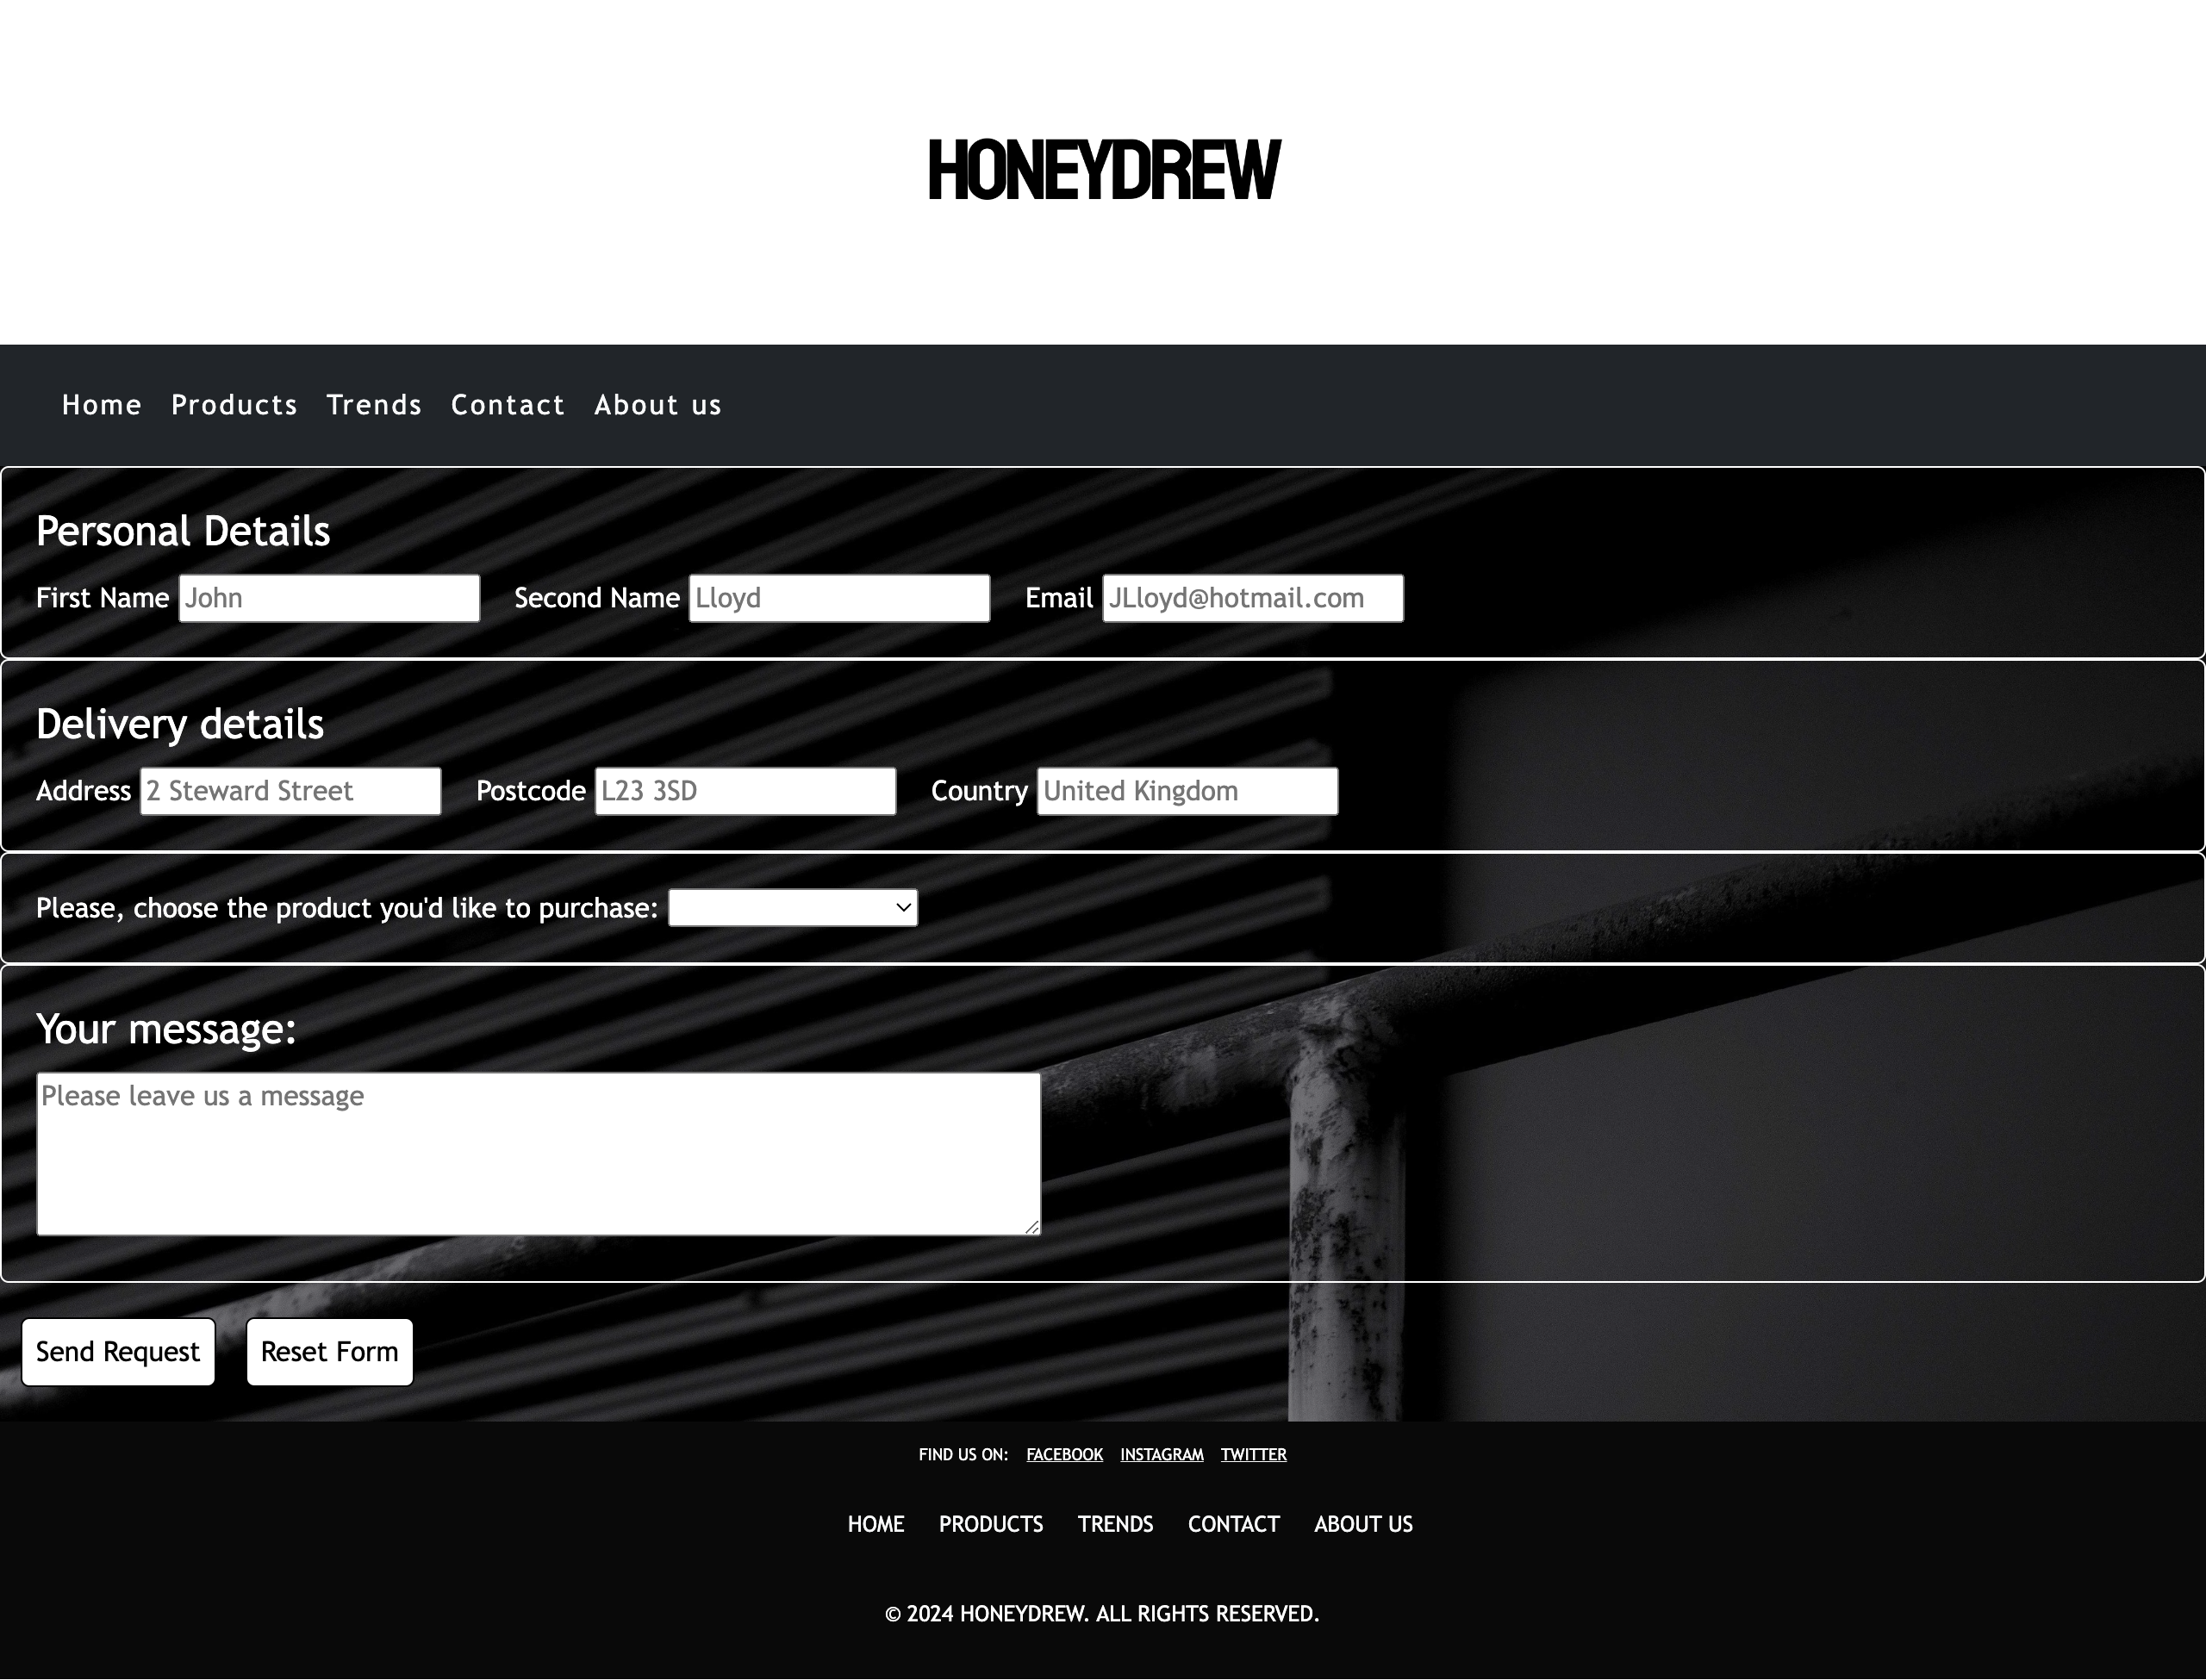 HONEYDREW
Home Products Trends Contact About us
Personal Details
First Name John Second Name Lloyd Email JLloyd@hotmail.com
Delivery details
Address 2 Steward Street Postcode L23 3SD Country United Kingdom
Please, choose the product you'd like to purchase:
Your message:
Please leave us a message
Send Request Reset Form
FIND US ON: FACEBOOK INSTAGRAM TWITTER
HOME PRODUCTS TRENDS CONTACT ABOUT US
© 2024 HONEYDREW. ALL RIGHTS RESERVED.